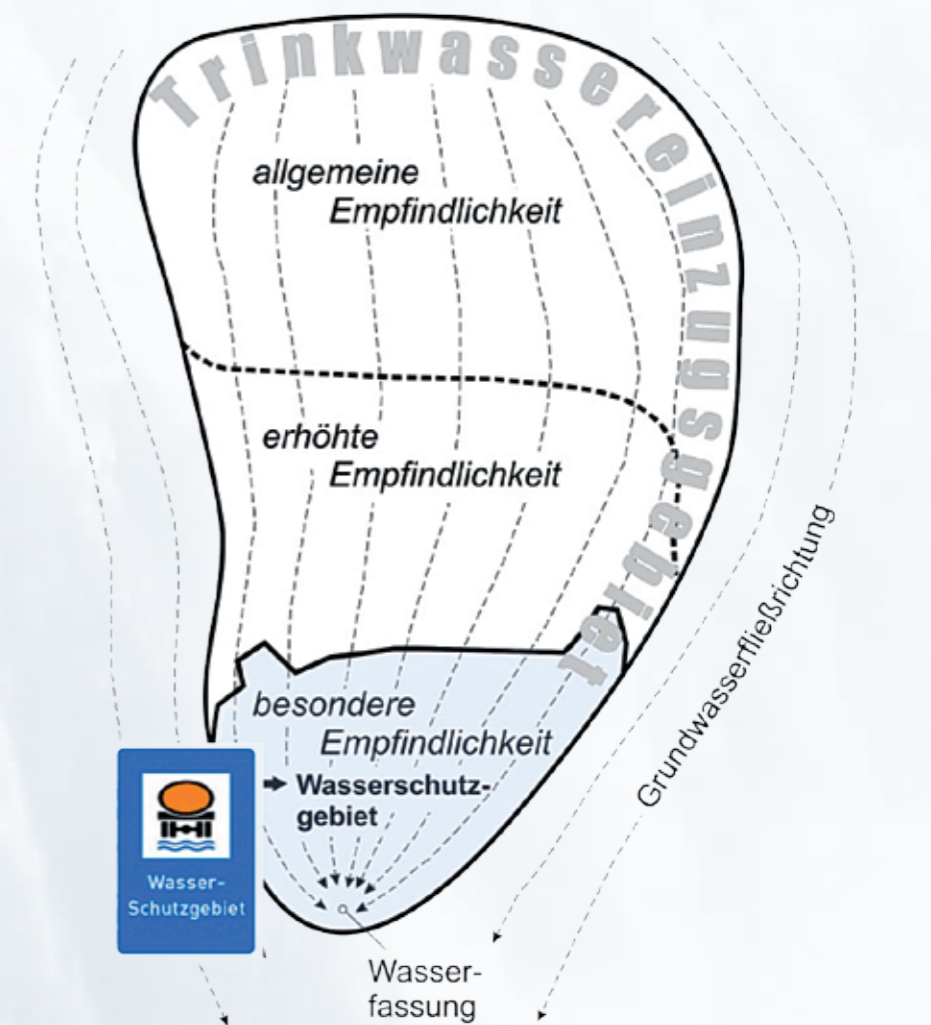 Trinkwassereinzugsgebiet
allgemeine
Empfindlichkeit
erhöhte
Empfindlichkeit
besondere
Empfindlichkeit
Wasserschutz-
gebiet
Wasser-
Schutzgebiet
Grundwasserfließrichtung
Wasser-
fassung